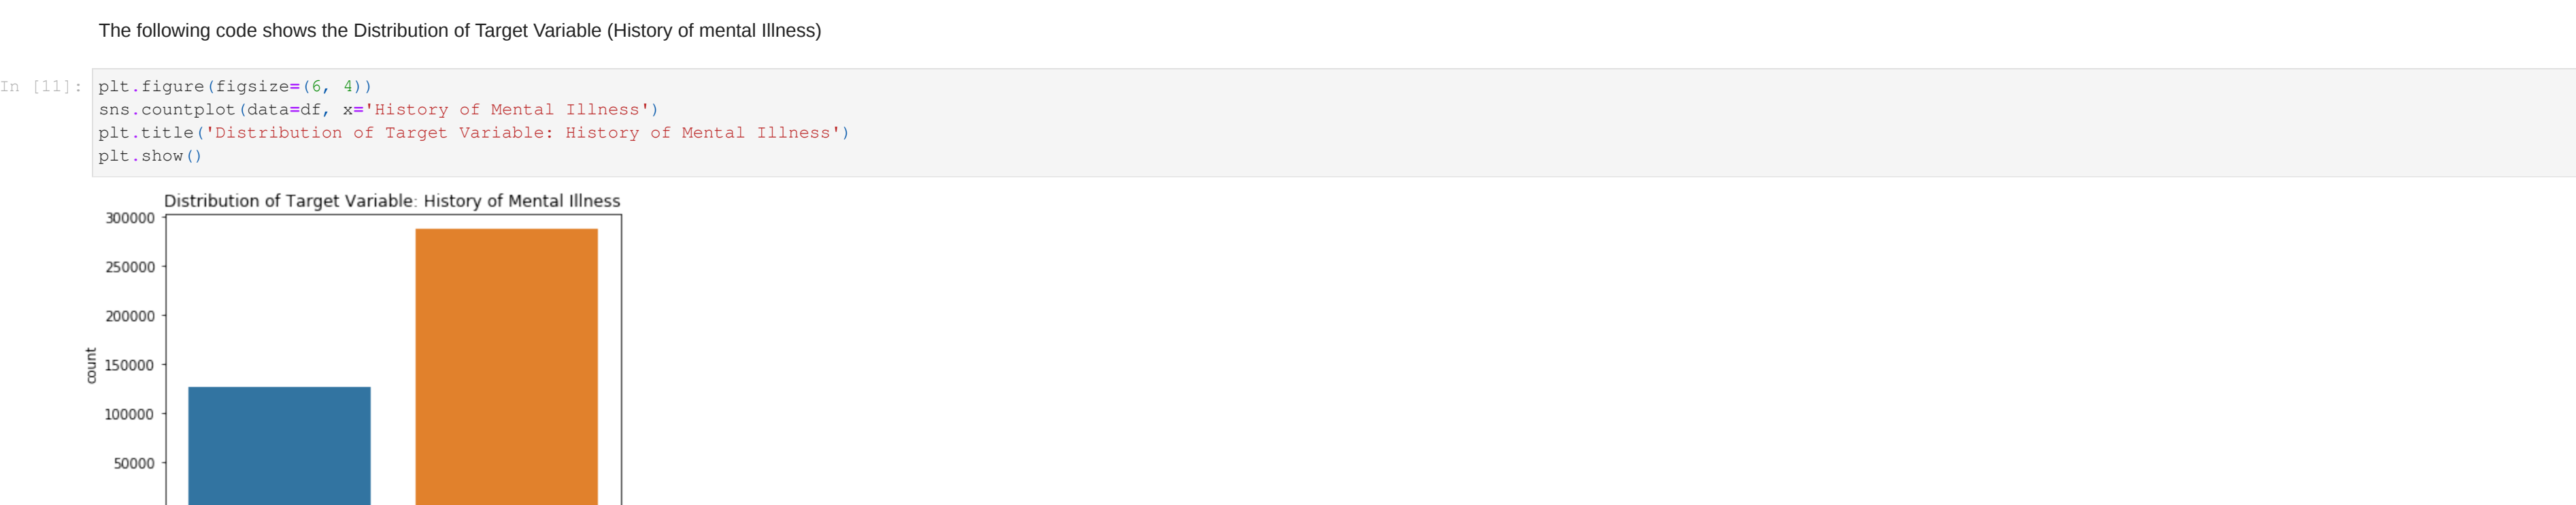 The following code shows the Distribution of Target Variable (History of mental Illness)
In [11]:
plt.figure(figsize=(6, 4))
sns.countplot(data=df, x='History of Mental Illness')
plt.title('Distribution of Target Variable: History of Mental Illness')
plt.show()
Distribution of Target Variable: History of Mental Illness
300000
250000
200000
150000
100000
50000
count